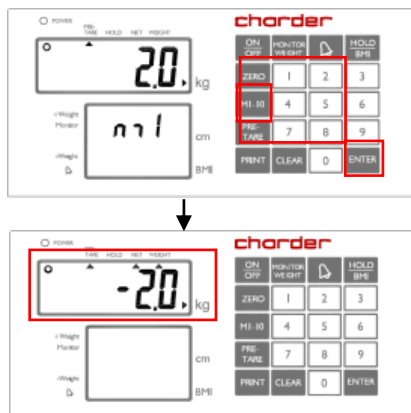 POWER
PRE-
TARE HOLD NET WEIGHT
2.0 kg
<Weight
Monitor
m1
cm
<Weight
BMI
charder
ON
OFF MONITOR
WEIGHT HOLD
BMI
ZERO 1 2 3
M1-10 4 5 6
PRE-
TARE 7 8 9
PRINT CLEAR 0 ENTER
POWER
TARE HOLD NET WEIGHT
-2.0 kg
<Weight
Monitor
cm
<Weight
BMI
charder
ON
OFF MONITOR
WEIGHT HOLD
BMI
ZERO 1 2 3
M1-10 4 5 6
PRE-
TARE 7 8 9
PRINT CLEAR 0 ENTER